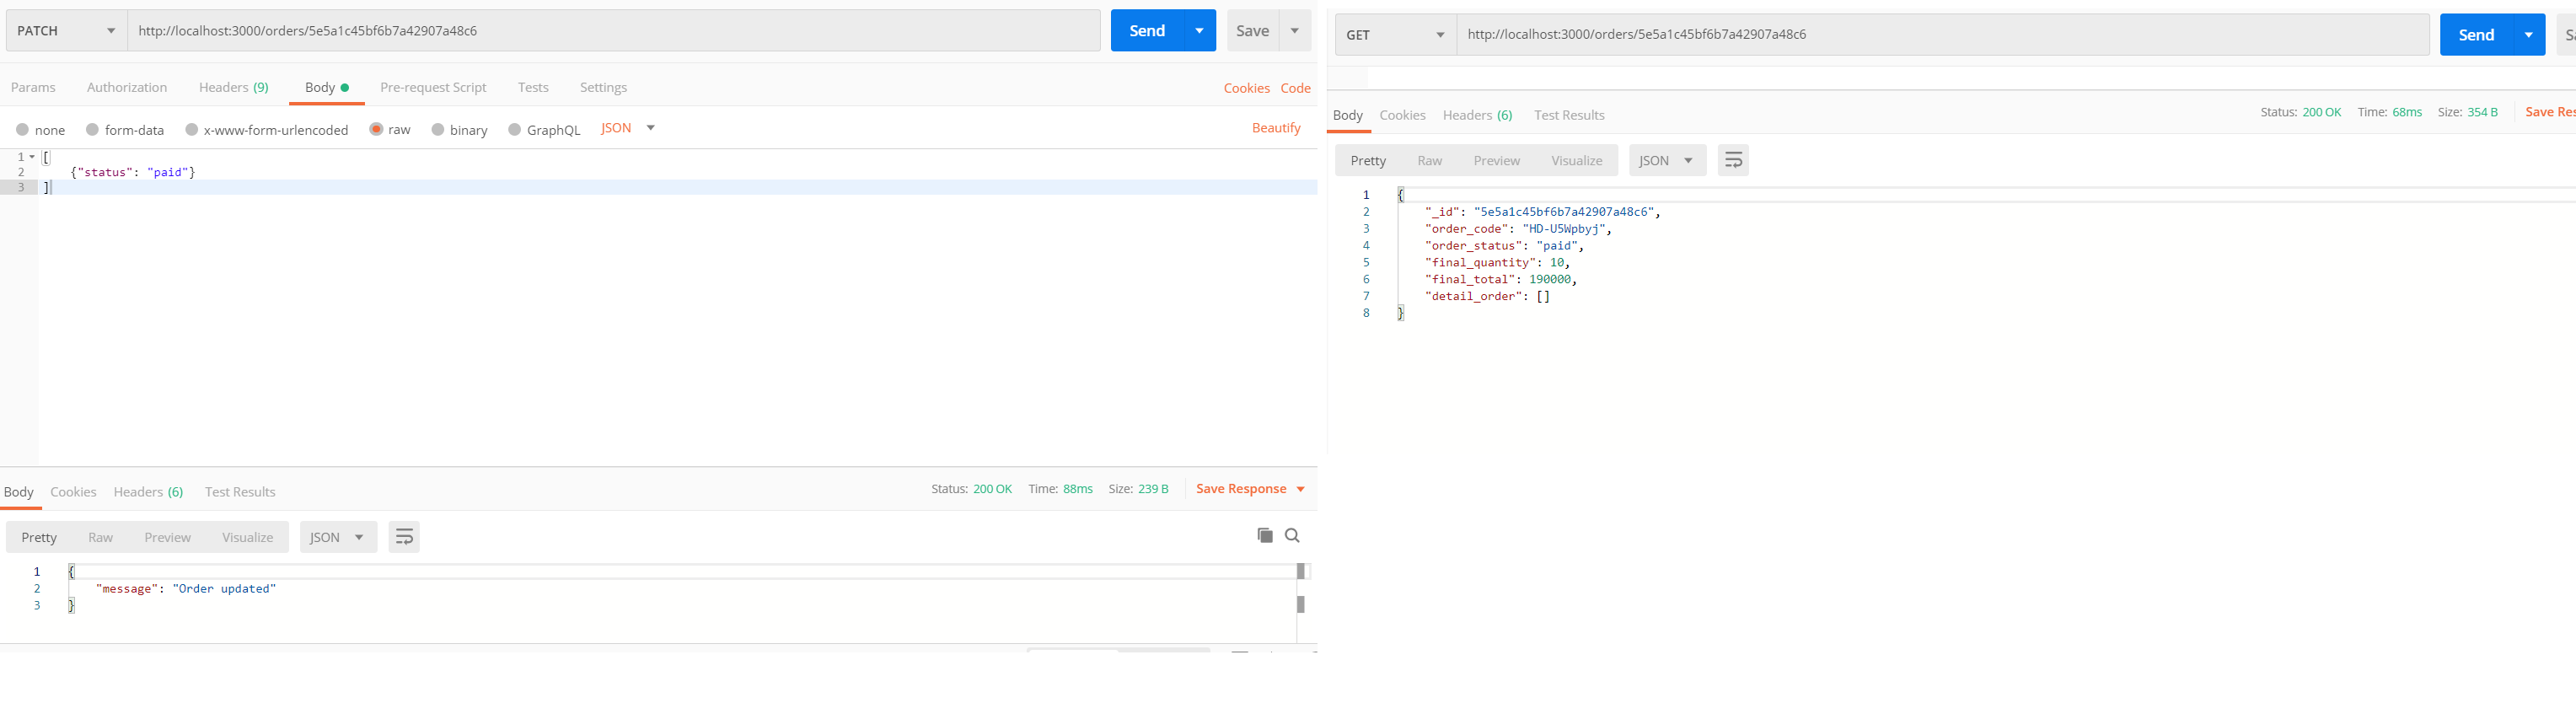 PATCH http://localhost:3000/orders/5e5a1c45bf6b7a42907a48c6 Send Save
Params Authorization Headers (9) Body Pre-request Script Tests Settings Cookies Code
none form-data x-www-form-urlencoded raw binary GraphQL JSON Beautify
1 [
2 {"status": "paid"}
3 ]
Body Cookies Headers (6) Test Results Status: 200 OK Time: 88ms Size: 239 B Save Response
Pretty Raw Preview Visualize JSON
1 {
2 "message": "Order updated"
3 }
GET http://localhost:3000/orders/5e5a1c45bf6b7a42907a48c6 Send Sa
Body Cookies Headers (6) Test Results Status: 200 OK Time: 68ms Size: 354 B Save Res
Pretty Raw Preview Visualize JSON
1 {
2 "_id": "5e5a1c45bf6b7a42907a48c6",
3 "order_code": "HD-U5Wpbyj",
4 "order_status": "paid",
5 "final_quantity": 10,
6 "final_total": 190000,
7 "detail_order": []
8 }